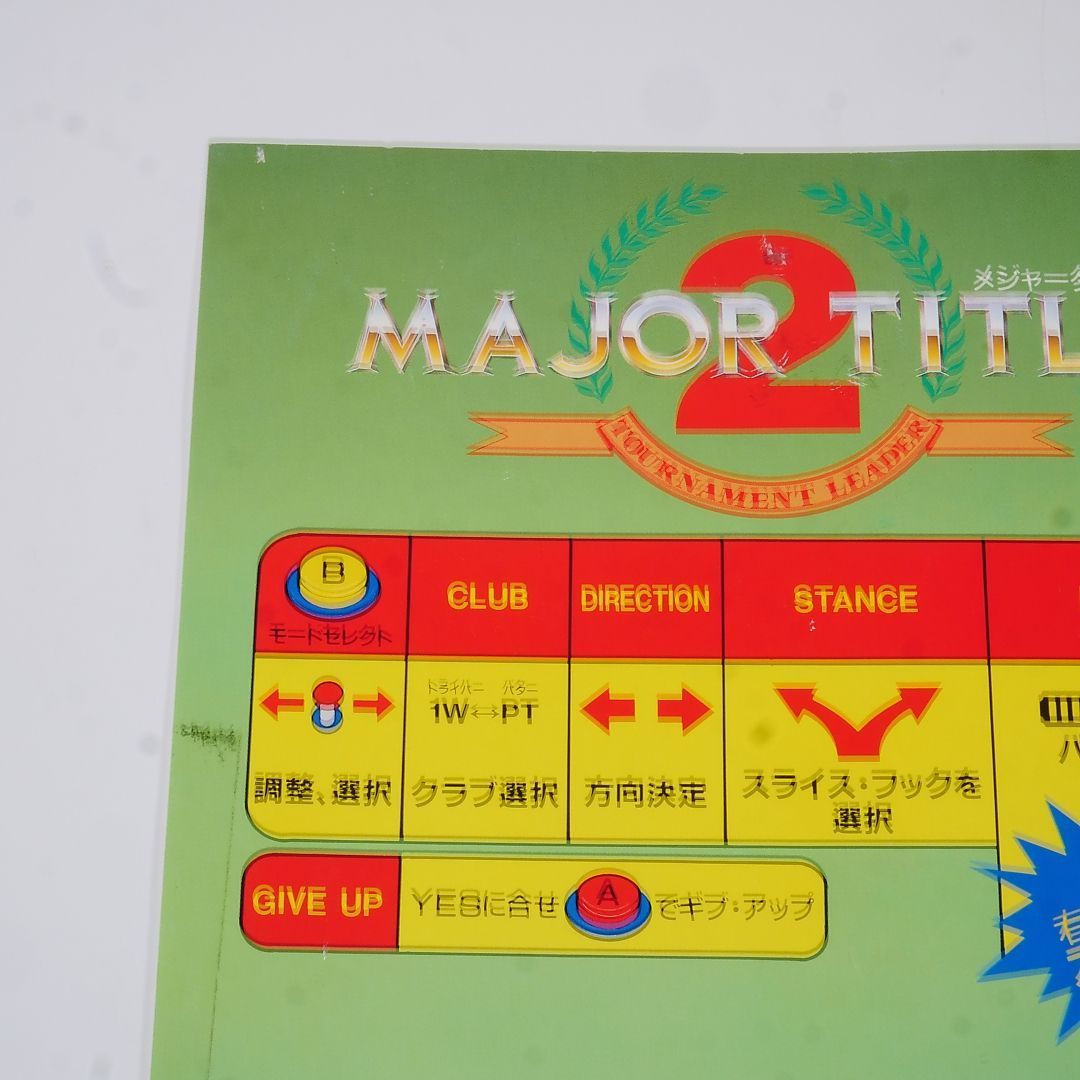 メジャー
2
MAJOR TITL
TOURNAMENT LEADER
B
モードセレクト
CLUB
DIRECTION
STANCE
ドライバー パター
1W↔PT
調整、選択
クラブ選択
方向決定
スライス・フックを
選択
GIVE UP
YESに合せ A でギブ・アップ